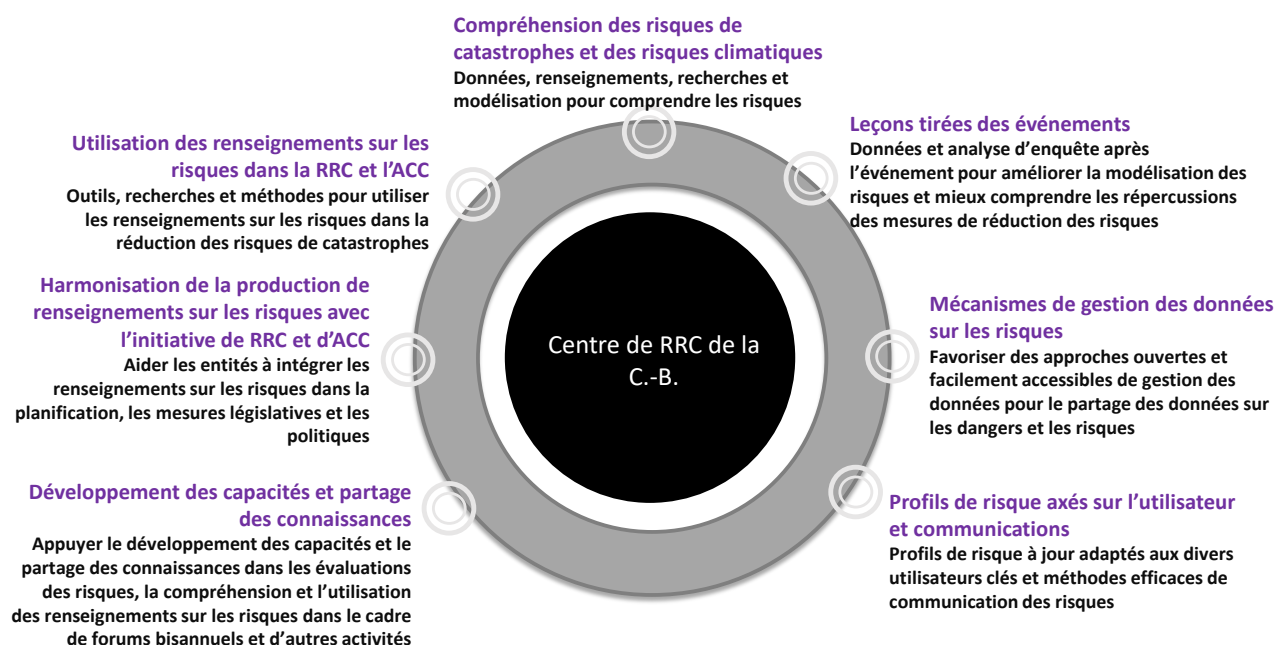 Compréhension des risques de
catastrophes et des risques climatiques
Données, renseignements, recherches et
modélisation pour comprendre les risques
Leçons tirées des événements
Données et analyse d’enquête après
l’événement pour améliorer la modélisation des
risques et mieux comprendre les répercussions
des mesures de réduction des risques
Mécanismes de gestion des données
sur les risques
Favoriser des approches ouvertes et
facilement accessibles de gestion des
données pour le partage des données sur
les dangers et les risques
Profils de risque axés sur l’utilisateur
et communications
Profils de risque à jour adaptés aux divers
utilisateurs clés et méthodes efficaces de
communication des risques
Développement des capacités et partage
des connaissances
Appuyer le développement des capacités et le
partage des connaissances dans les évaluations
des risques, la compréhension et l’utilisation
des renseignements sur les risques dans le cadre
de forums bisannuels et d’autres activités
Harmonisation de la production de
renseignements sur les risques avec
l’initiative de RRC et d’ACC
Aider les entités à intégrer les
renseignements sur les risques dans la
planification, les mesures législatives et les
politiques
Utilisation des renseignements sur les
risques dans la RRC et l’ACC
Outils, recherches et méthodes pour utiliser
les renseignements sur les risques dans la
réduction des risques de catastrophes
Centre de RRC de la
C.-B.